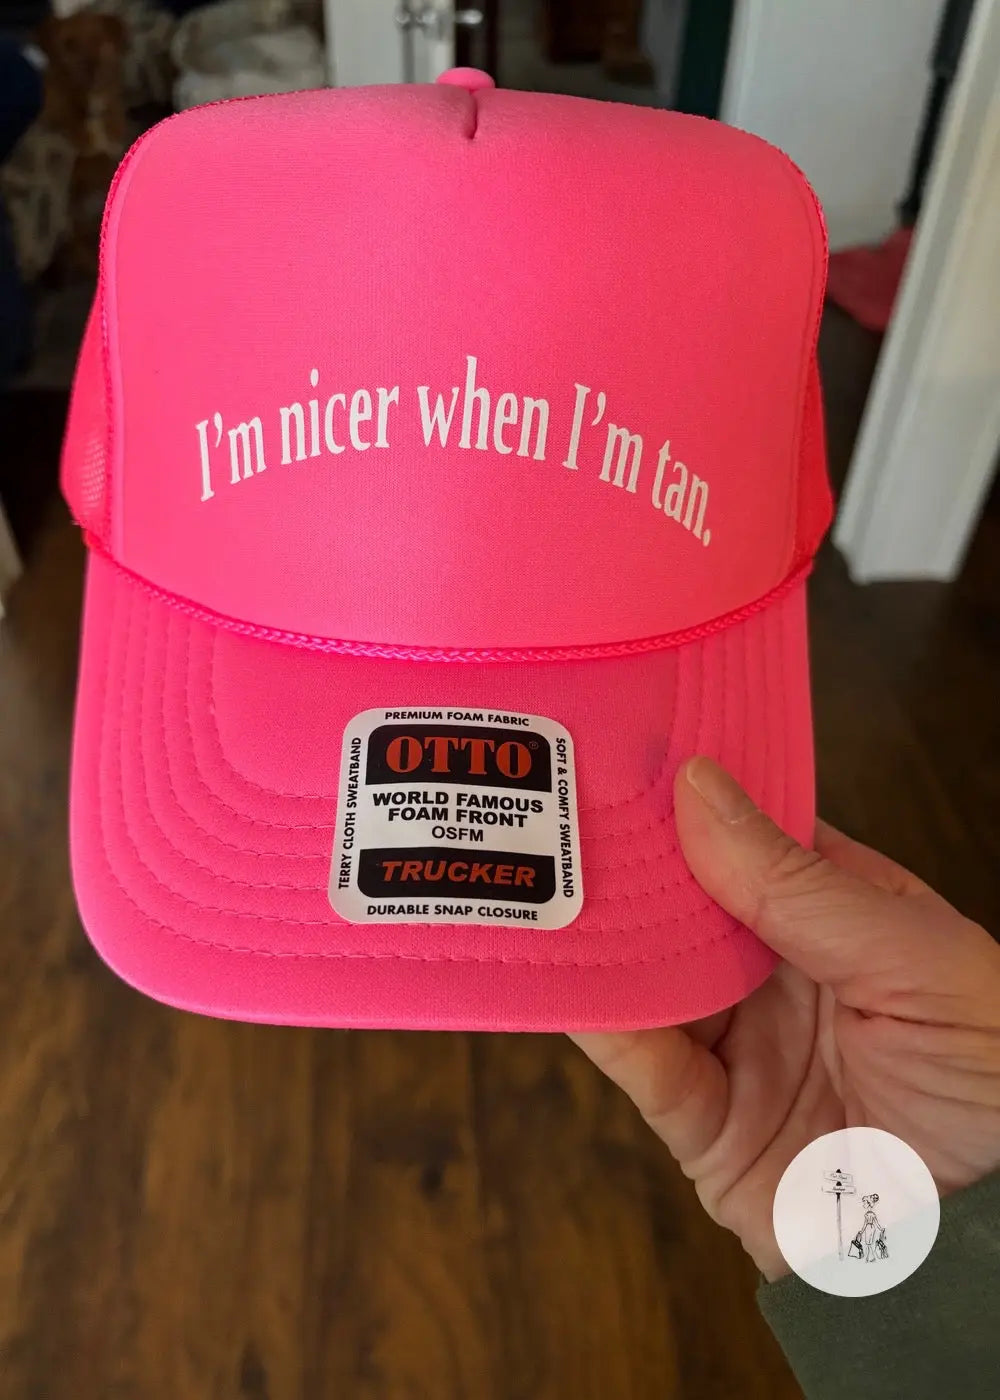 I'm nicer when I'm tan.
PREMIUM FOAM FABRIC
TERRY CLOTH SWEATBAND
OTTO®
WORLD FAMOUS
FOAM FRONT
OSFM
TRUCKER
SOFT & COMFY SWEATBAND
DURABLE SNAP CLOSURE